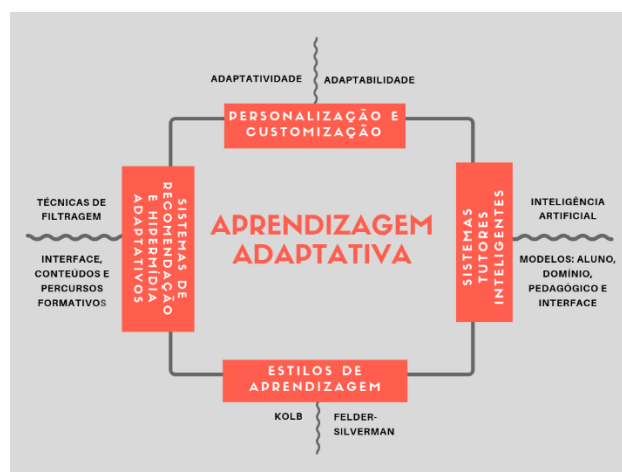 ADAPTATIVIDADE
ADAPTABILIDADE
PERSONALIZAÇÃO E
CUSTOMIZAÇÃO
SISTEMAS DE
RECOMENDAÇÃO
E HIPERMÍDIA
ADAPTATIVOS
TÉCNICAS DE
FILTRAGEM
INTERFACE,
CONTEÚDOS E
PERCURSOS
FORMATIVOS
APRENDIZAGEM
ADAPTATIVA
SISTEMAS
TUTORES
INTELIGENTES
INTELIGÊNCIA
ARTIFICIAL
MODELOS: ALUNO,
DOMÍNIO,
PEDAGÓGICO E
INTERFACE
ESTILOS DE
APRENDIZAGEM
KOLB
FELDER-
SILVERMAN